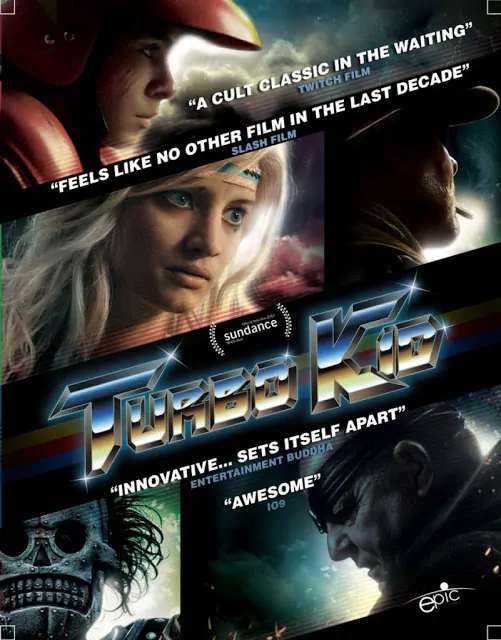 “A CULT CLASSIC IN THE WAITING”
TWITCH FILM
“FEELS LIKE NO OTHER FILM IN THE LAST DECADE”
SLASH FILM
sundance
TURBO KID
“INNOVATIVE... SETS ITSELF APART”
ENTERTAINMENT BUDDHA
“AWESOME”
IO9
epic